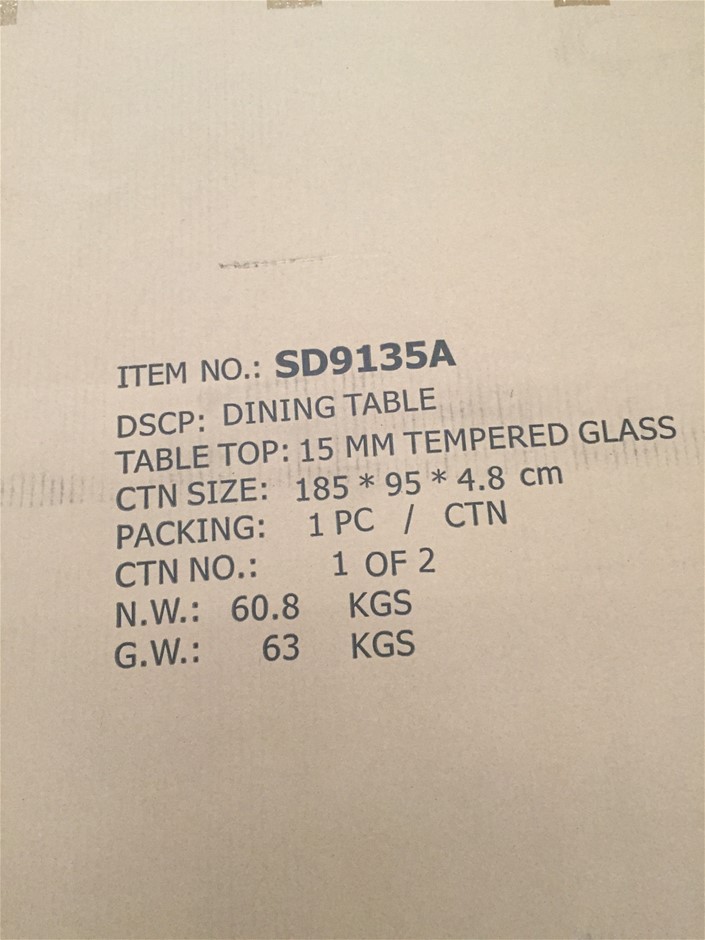 ITEM NO.: SD9135A
DSCP: DINING TABLE
TABLE TOP: 15 MM TEMPERED GLASS
CTN SIZE: 185 * 95 * 4.8 cm
PACKING: 1 PC / CTN
CTN NO.: 1 OF 2
N.W.: 60.8 KGS
G.W.: 63 KGS